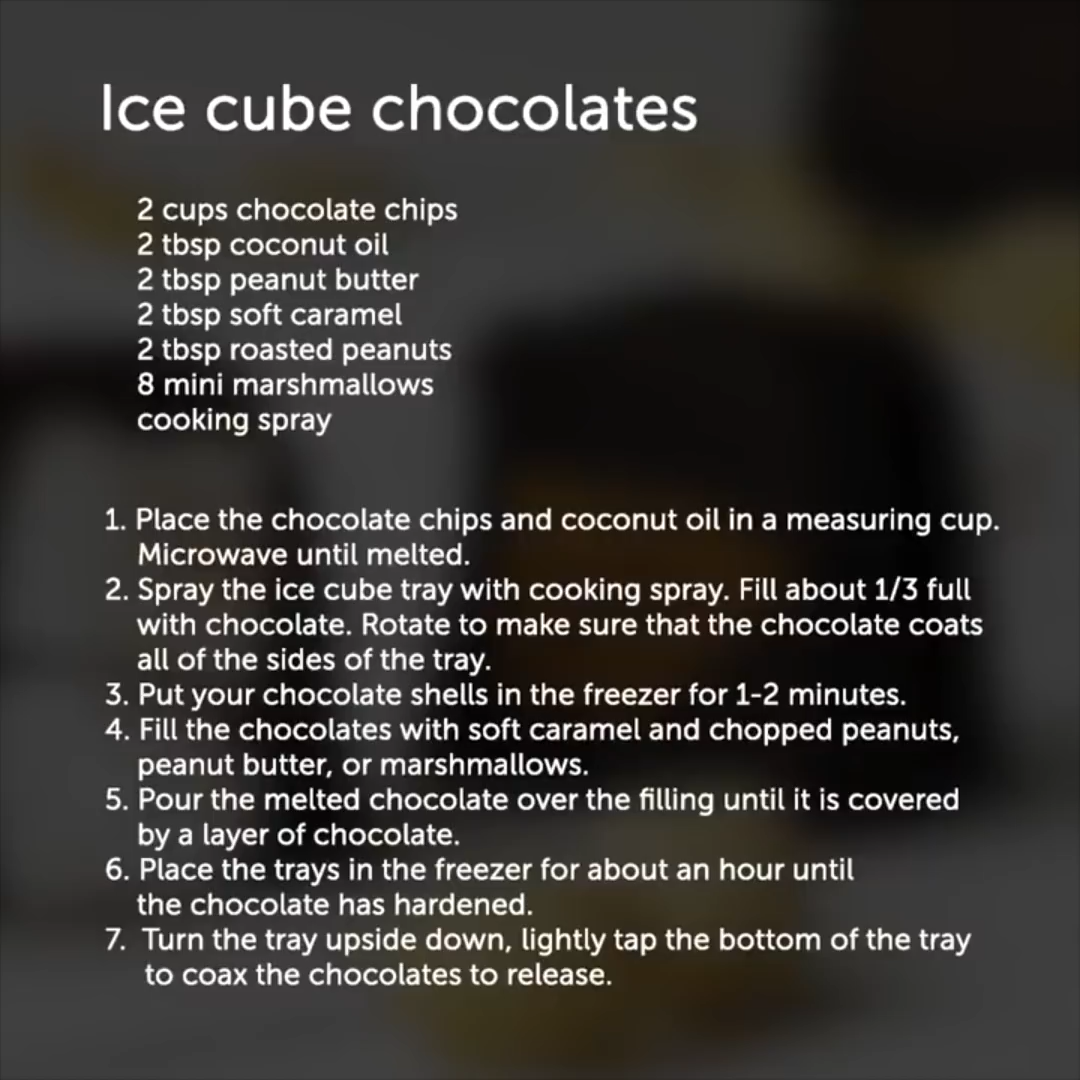 Ice cube chocolates
2 cups chocolate chips
2 tbsp coconut oil
2 tbsp peanut butter
2 tbsp soft caramel
2 tbsp roasted peanuts
8 mini marshmallows
cooking spray
1. Place the chocolate chips and coconut oil in a measuring cup.
Microwave until melted.
2. Spray the ice cube tray with cooking spray. Fill about 1/3 full
with chocolate. Rotate to make sure that the chocolate coats
all of the sides of the tray.
3. Put your chocolate shells in the freezer for 1-2 minutes.
4. Fill the chocolates with soft caramel and chopped peanuts,
peanut butter, or marshmallows.
5. Pour the melted chocolate over the filling until it is covered
by a layer of chocolate.
6. Place the trays in the freezer for about an hour until
the chocolate has hardened.
7. Turn the tray upside down, lightly tap the bottom of the tray
to coax the chocolates to release.